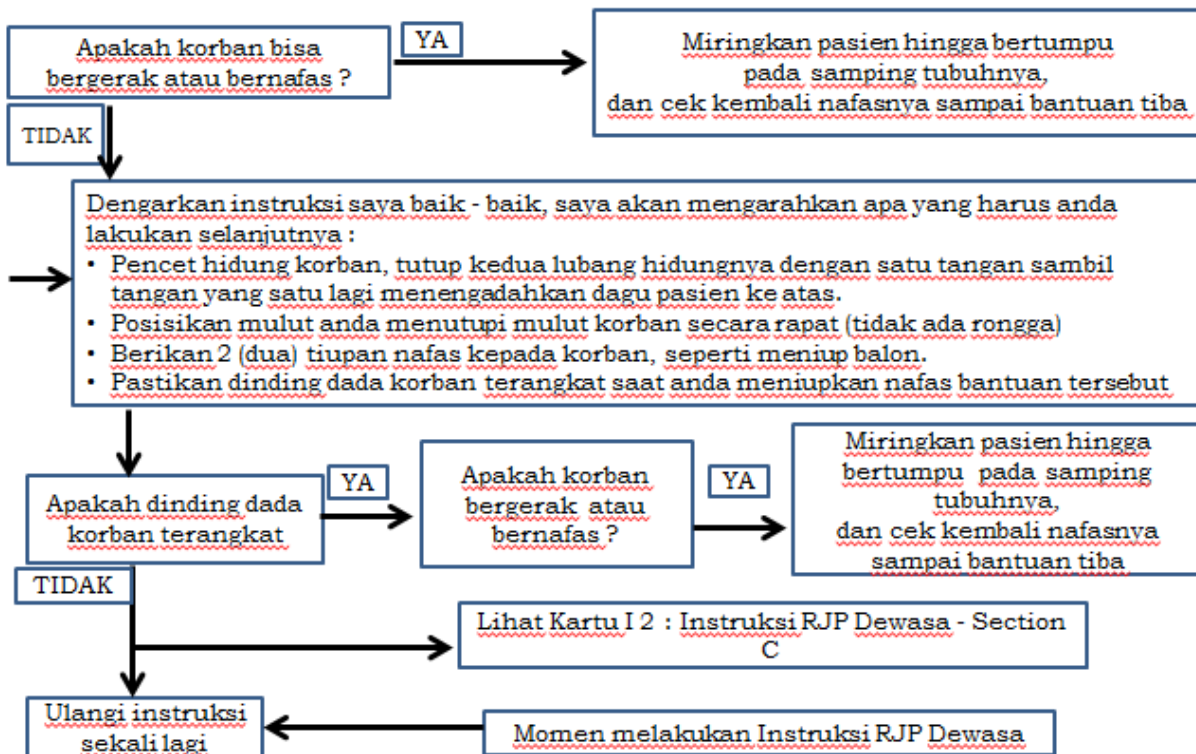 Apakah korban bisa
bergerak atau bernafas ?
YA
Miringkan pasien hingga bertumpu
pada samping tubuhnya,
dan cek kembali nafasnya sampai bantuan tiba
TIDAK
Dengarkan instruksi saya baik - baik, saya akan mengarahkan apa yang harus anda
lakukan selanjutnya :
• Pencet hidung korban, tutup kedua lubang hidungnya dengan satu tangan sambil
tangan yang satu lagi menengadahkan dagu pasien ke atas.
• Posisikan mulut anda menutupi mulut korban secara rapat (tidak ada rongga)
• Berikan 2 (dua) tiupan nafas kepada korban, seperti meniup balon.
• Pastikan dinding dada korban terangkat saat anda meniupkan nafas bantuan tersebut
Apakah dinding dada
korban terangkat
YA
Apakah korban
bergerak atau
bernafas ?
YA
Miringkan pasien hingga
bertumpu pada samping
tubuhnya,
dan cek kembali nafasnya
sampai bantuan tiba
TIDAK
Lihat Kartu I 2 : Instruksi RJP Dewasa - Section
C
Ulangi instruksi
sekali lagi
Momen melakukan Instruksi RJP Dewasa